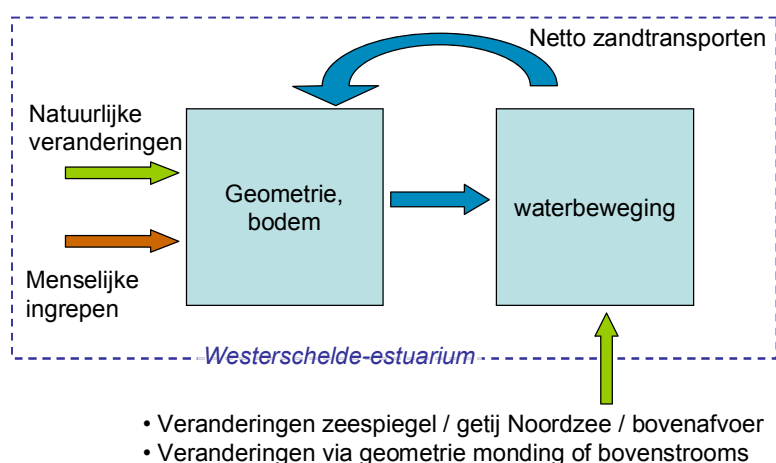 Netto zandtransporten
Natuurlijke
veranderingen
Geometrie,
bodem
waterbeweging
Menselijke
ingrepen
Westerschelde-estuarium
• Veranderingen zeespiegel / getij Noordzee / bovenafvoer
• Veranderingen via geometrie monding of bovenstrooms